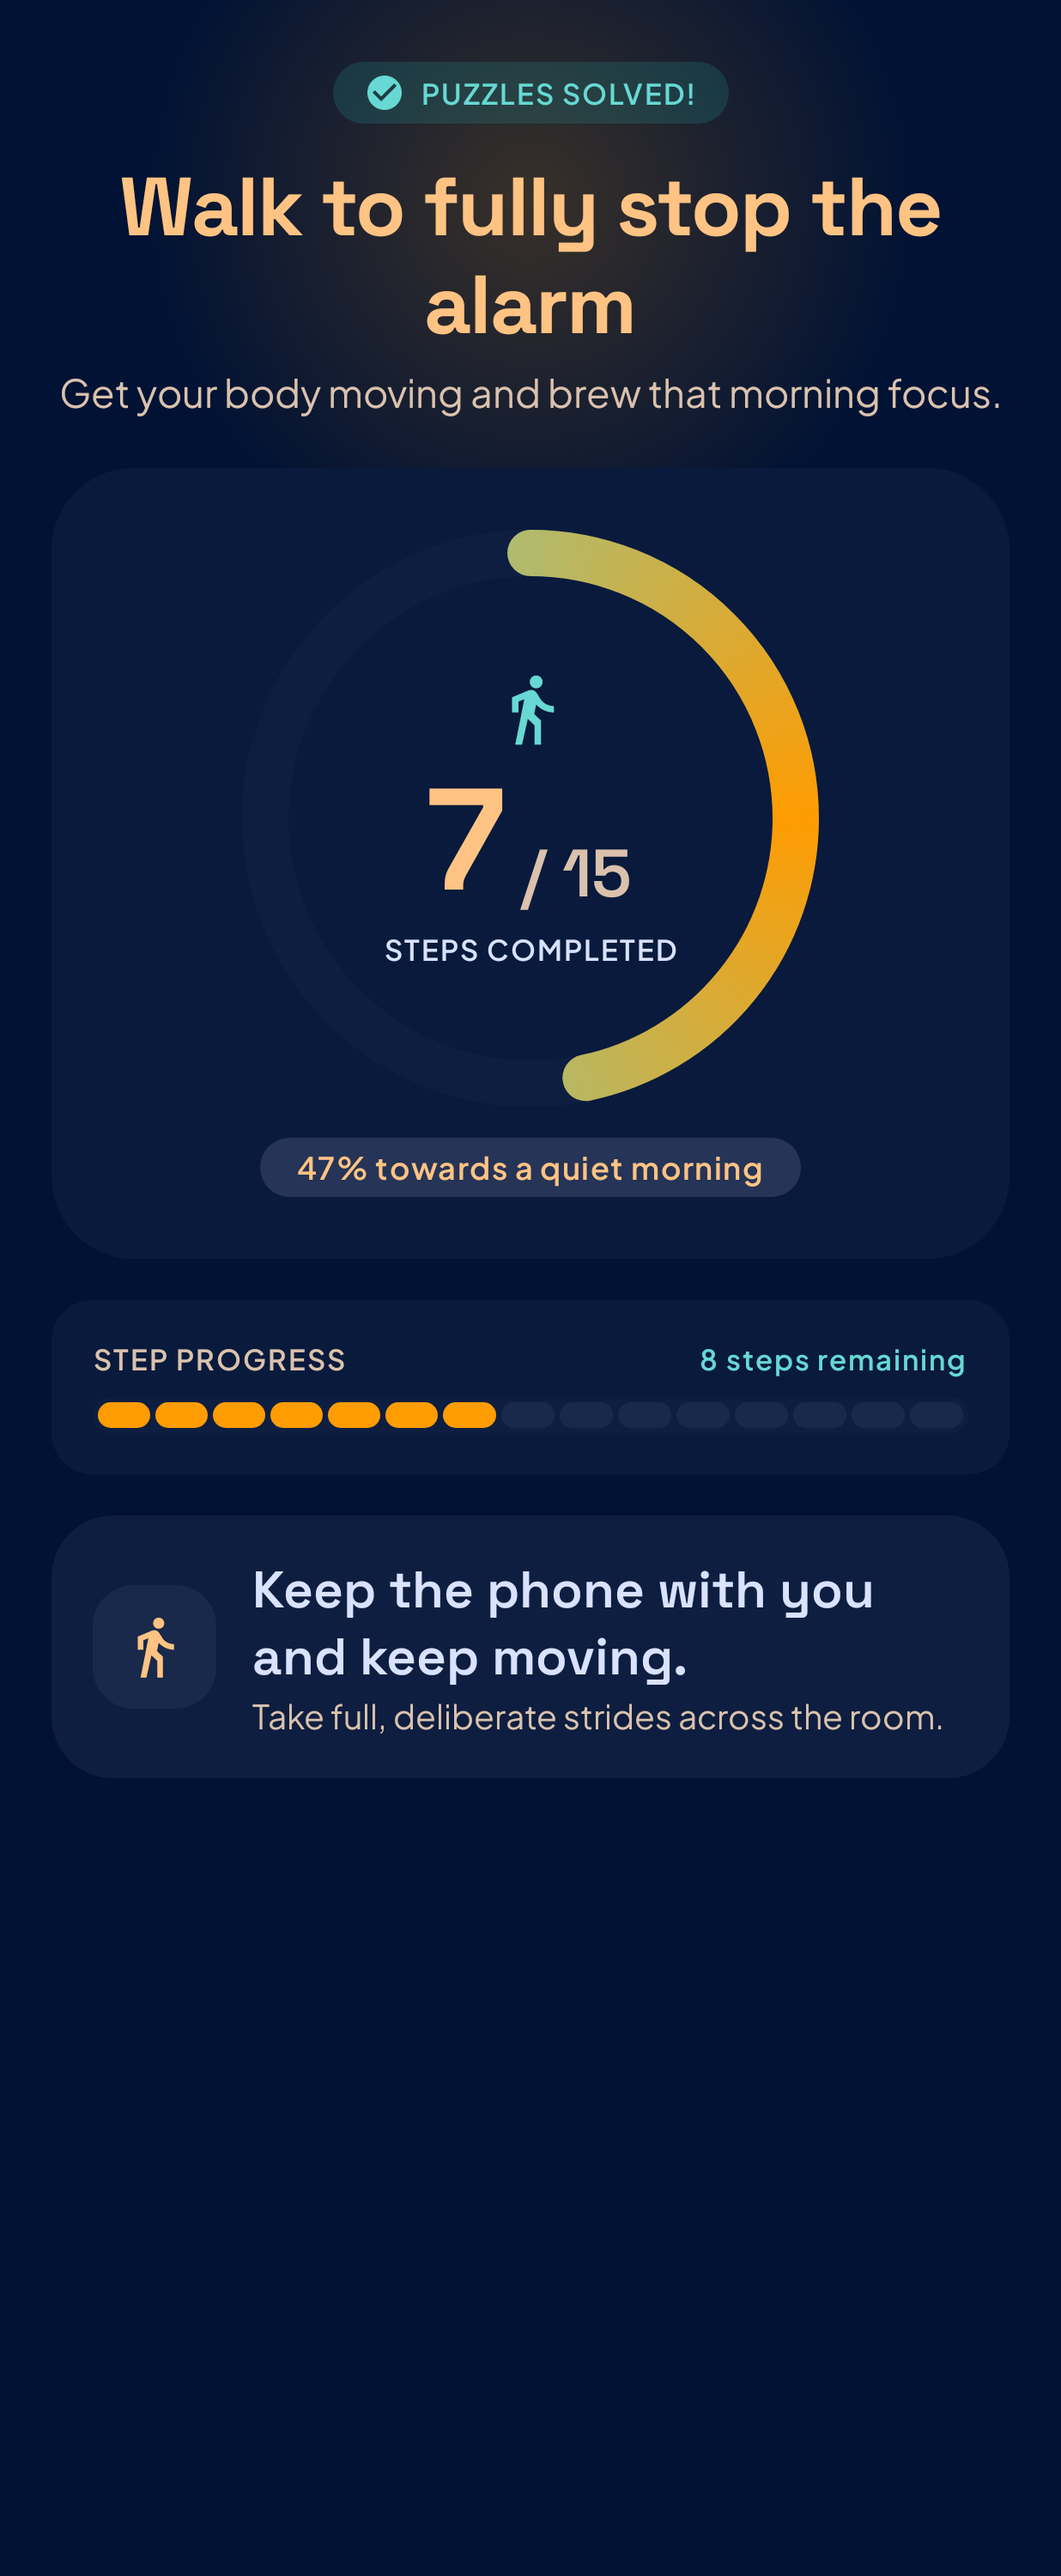 PUZZLES SOLVED!
Walk to fully stop the
alarm
Get your body moving and brew that morning focus.
7 / 15
STEPS COMPLETED
47% towards a quiet morning
STEP PROGRESS
8 steps remaining
Keep the phone with you
and keep moving.
Take full, deliberate strides across the room.